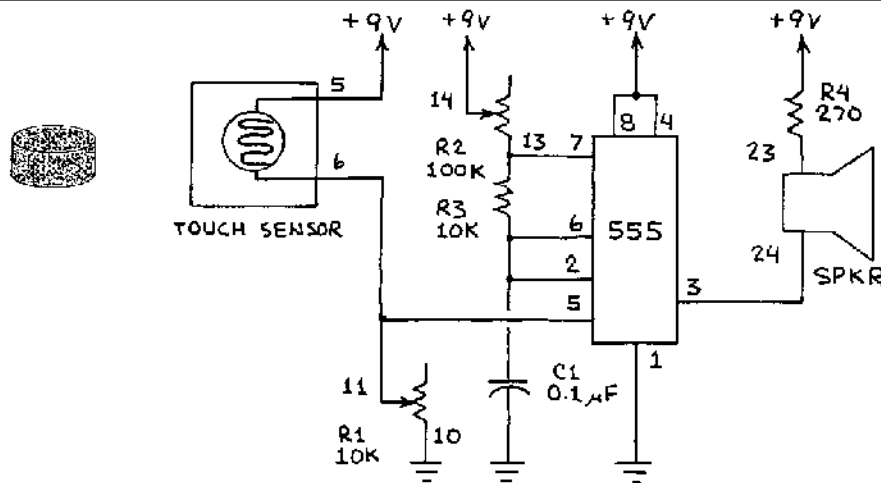 +9V
+9V
+9V
+9V
5
6
TOUCH SENSOR
14
R2
100K
13
7
R3
10K
6
2
5
8
4
555
3
1
R4
270
23
24
SPKR
11
R1
10K
10
C1
0.1µF